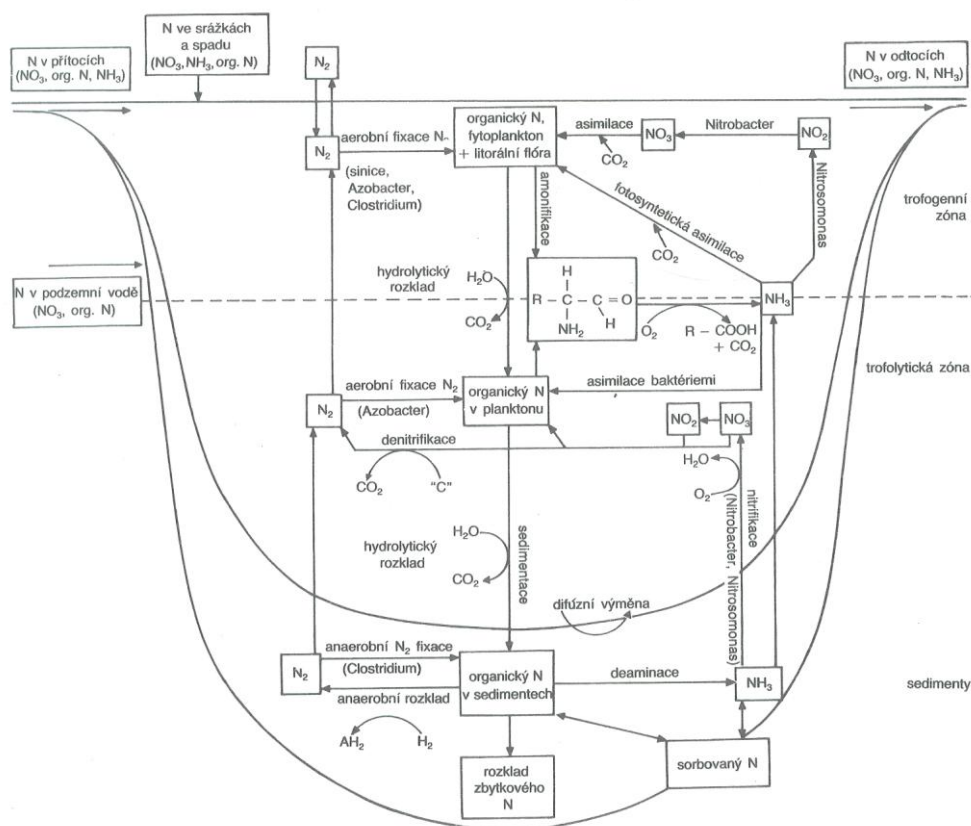 N v přítocích
(NO₃, org. N, NH₃)
N ve srážkách
a spadu
(NO₃,NH₃, org. N)
N₂
N v odtocích
(NO₃, org. N, NH₃)
N₂
aerobní fixace N
(sinice,
Azobacter,
Clostridium)
organický N,
fytoplankton
+ litorální flóra
asimilace
CO₂
NO₃
Nitrobacter
NO₂
Nitrosomonas
amonifikace
fotosyntetická asimilace
CO₂
trofogenní
zóna
N v podzemní vodě
(NO₃, org. N)
hydrolytický
rozklad
H₂O
CO₂
H
R – C – C = O
NH₂
H
O₂
R – COOH
+ CO₂
NH₃
trofolytická zóna
N₂
aerobní fixace N₂
(Azobacter)
organický N
v planktonu
asimilace baktériemi
NO₂
NO₃
denitrifikace
CO₂
"C"
H₂O
O₂
nitrifikace
(Nitrobacter, Nitrosomonas)
hydrolytický
rozklad
H₂O
CO₂
sedimentace
difúzní výměna
N₂
anaerobní N₂ fixace
(Clostridium)
anaerobní rozklad
organický N
v sedimentech
deaminace
NH₃
sedimenty
AH₂
H₂
rozklad
zbytkového
N
sorbovaný N